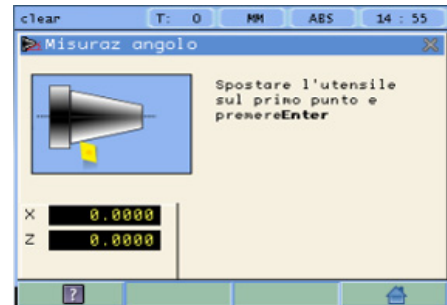 clear T: 0 MM ABS 14 : 55
Misuraz angolo
Spostare l'utensile
sul primo punto e
premereEnter
X 0.0000
Z 0.0000
?